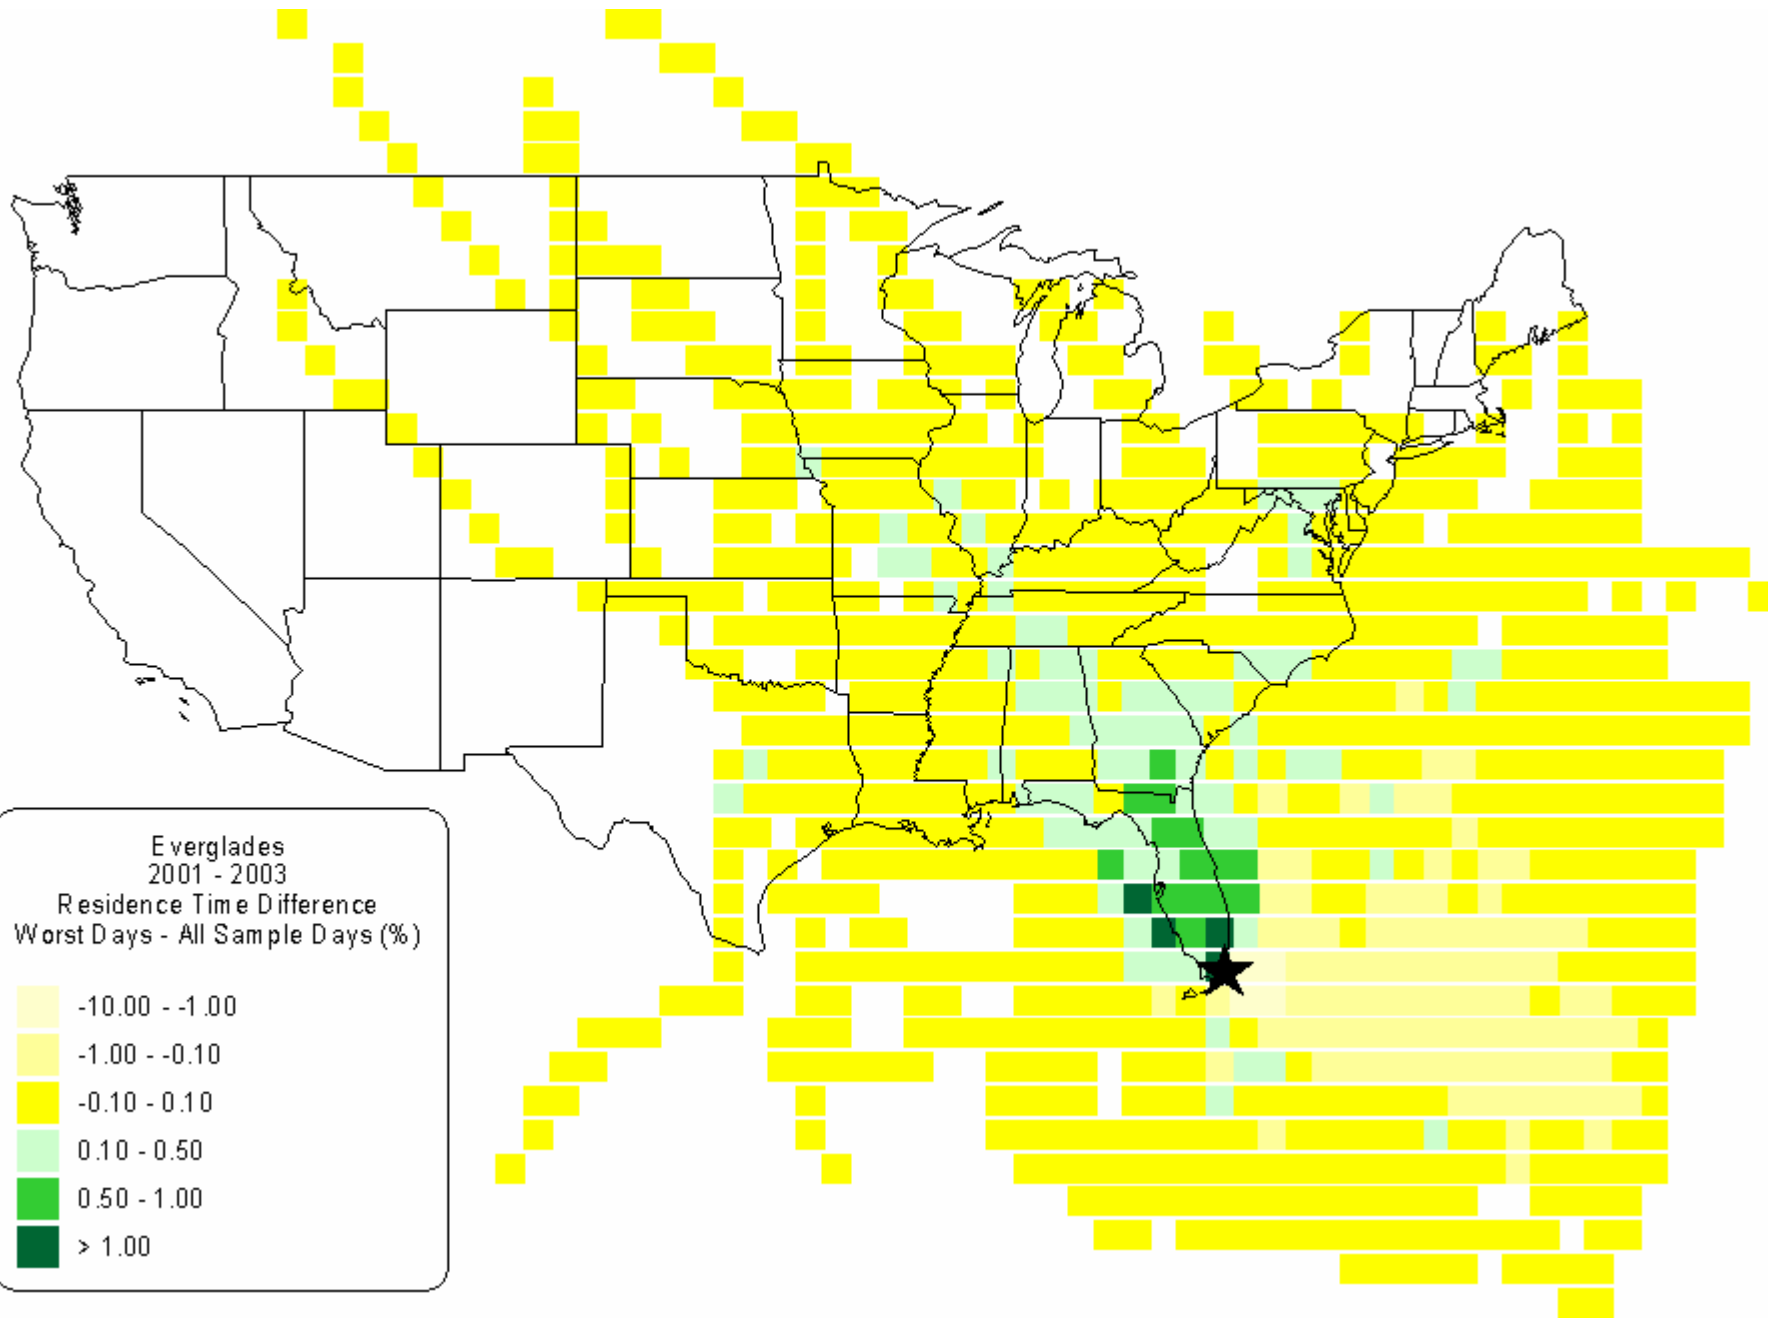 Everglades
2001 - 2003
Residence Time Difference
Worst Days - All Sample Days (%)
-10.00 - -1.00
-1.00 - -0.10
-0.10 - 0.10
0.10 - 0.50
0.50 - 1.00
> 1.00